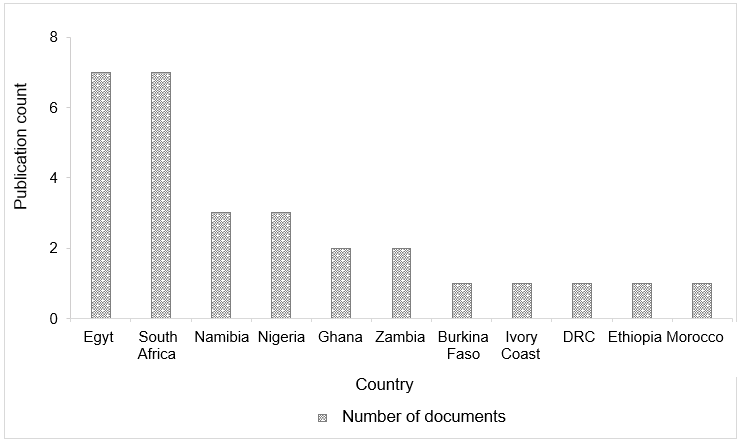 8
Publication count
6
4
2
0
Egyt
South
Africa
Namibia
Nigeria
Ghana
Zambia
Burkina
Faso
Ivory
Coast
DRC
Ethiopia
Morocco
Country
Number of documents